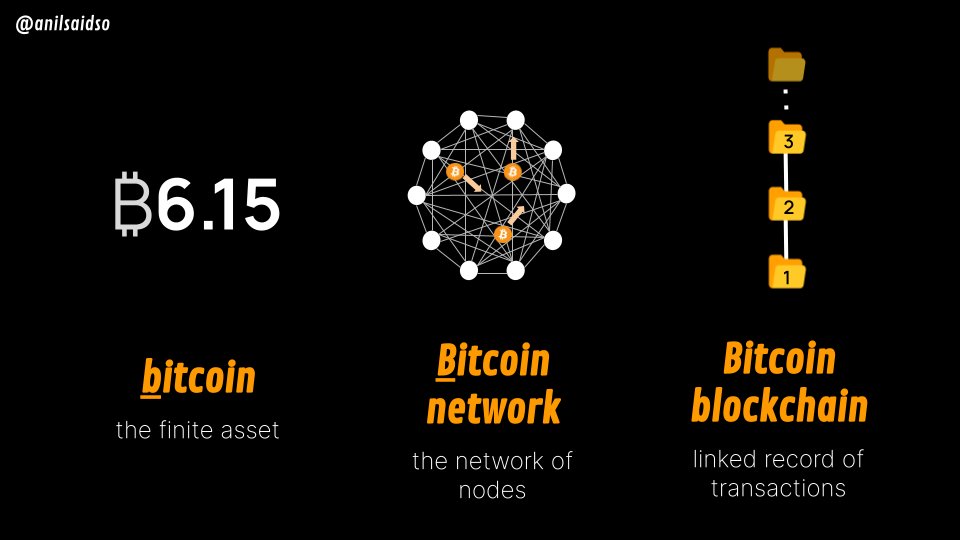 @anilsaidso
₿6.15
3
2
1
bitcoin
the finite asset
Bitcoin
network
the network of
nodes
Bitcoin
blockchain
linked record of
transactions